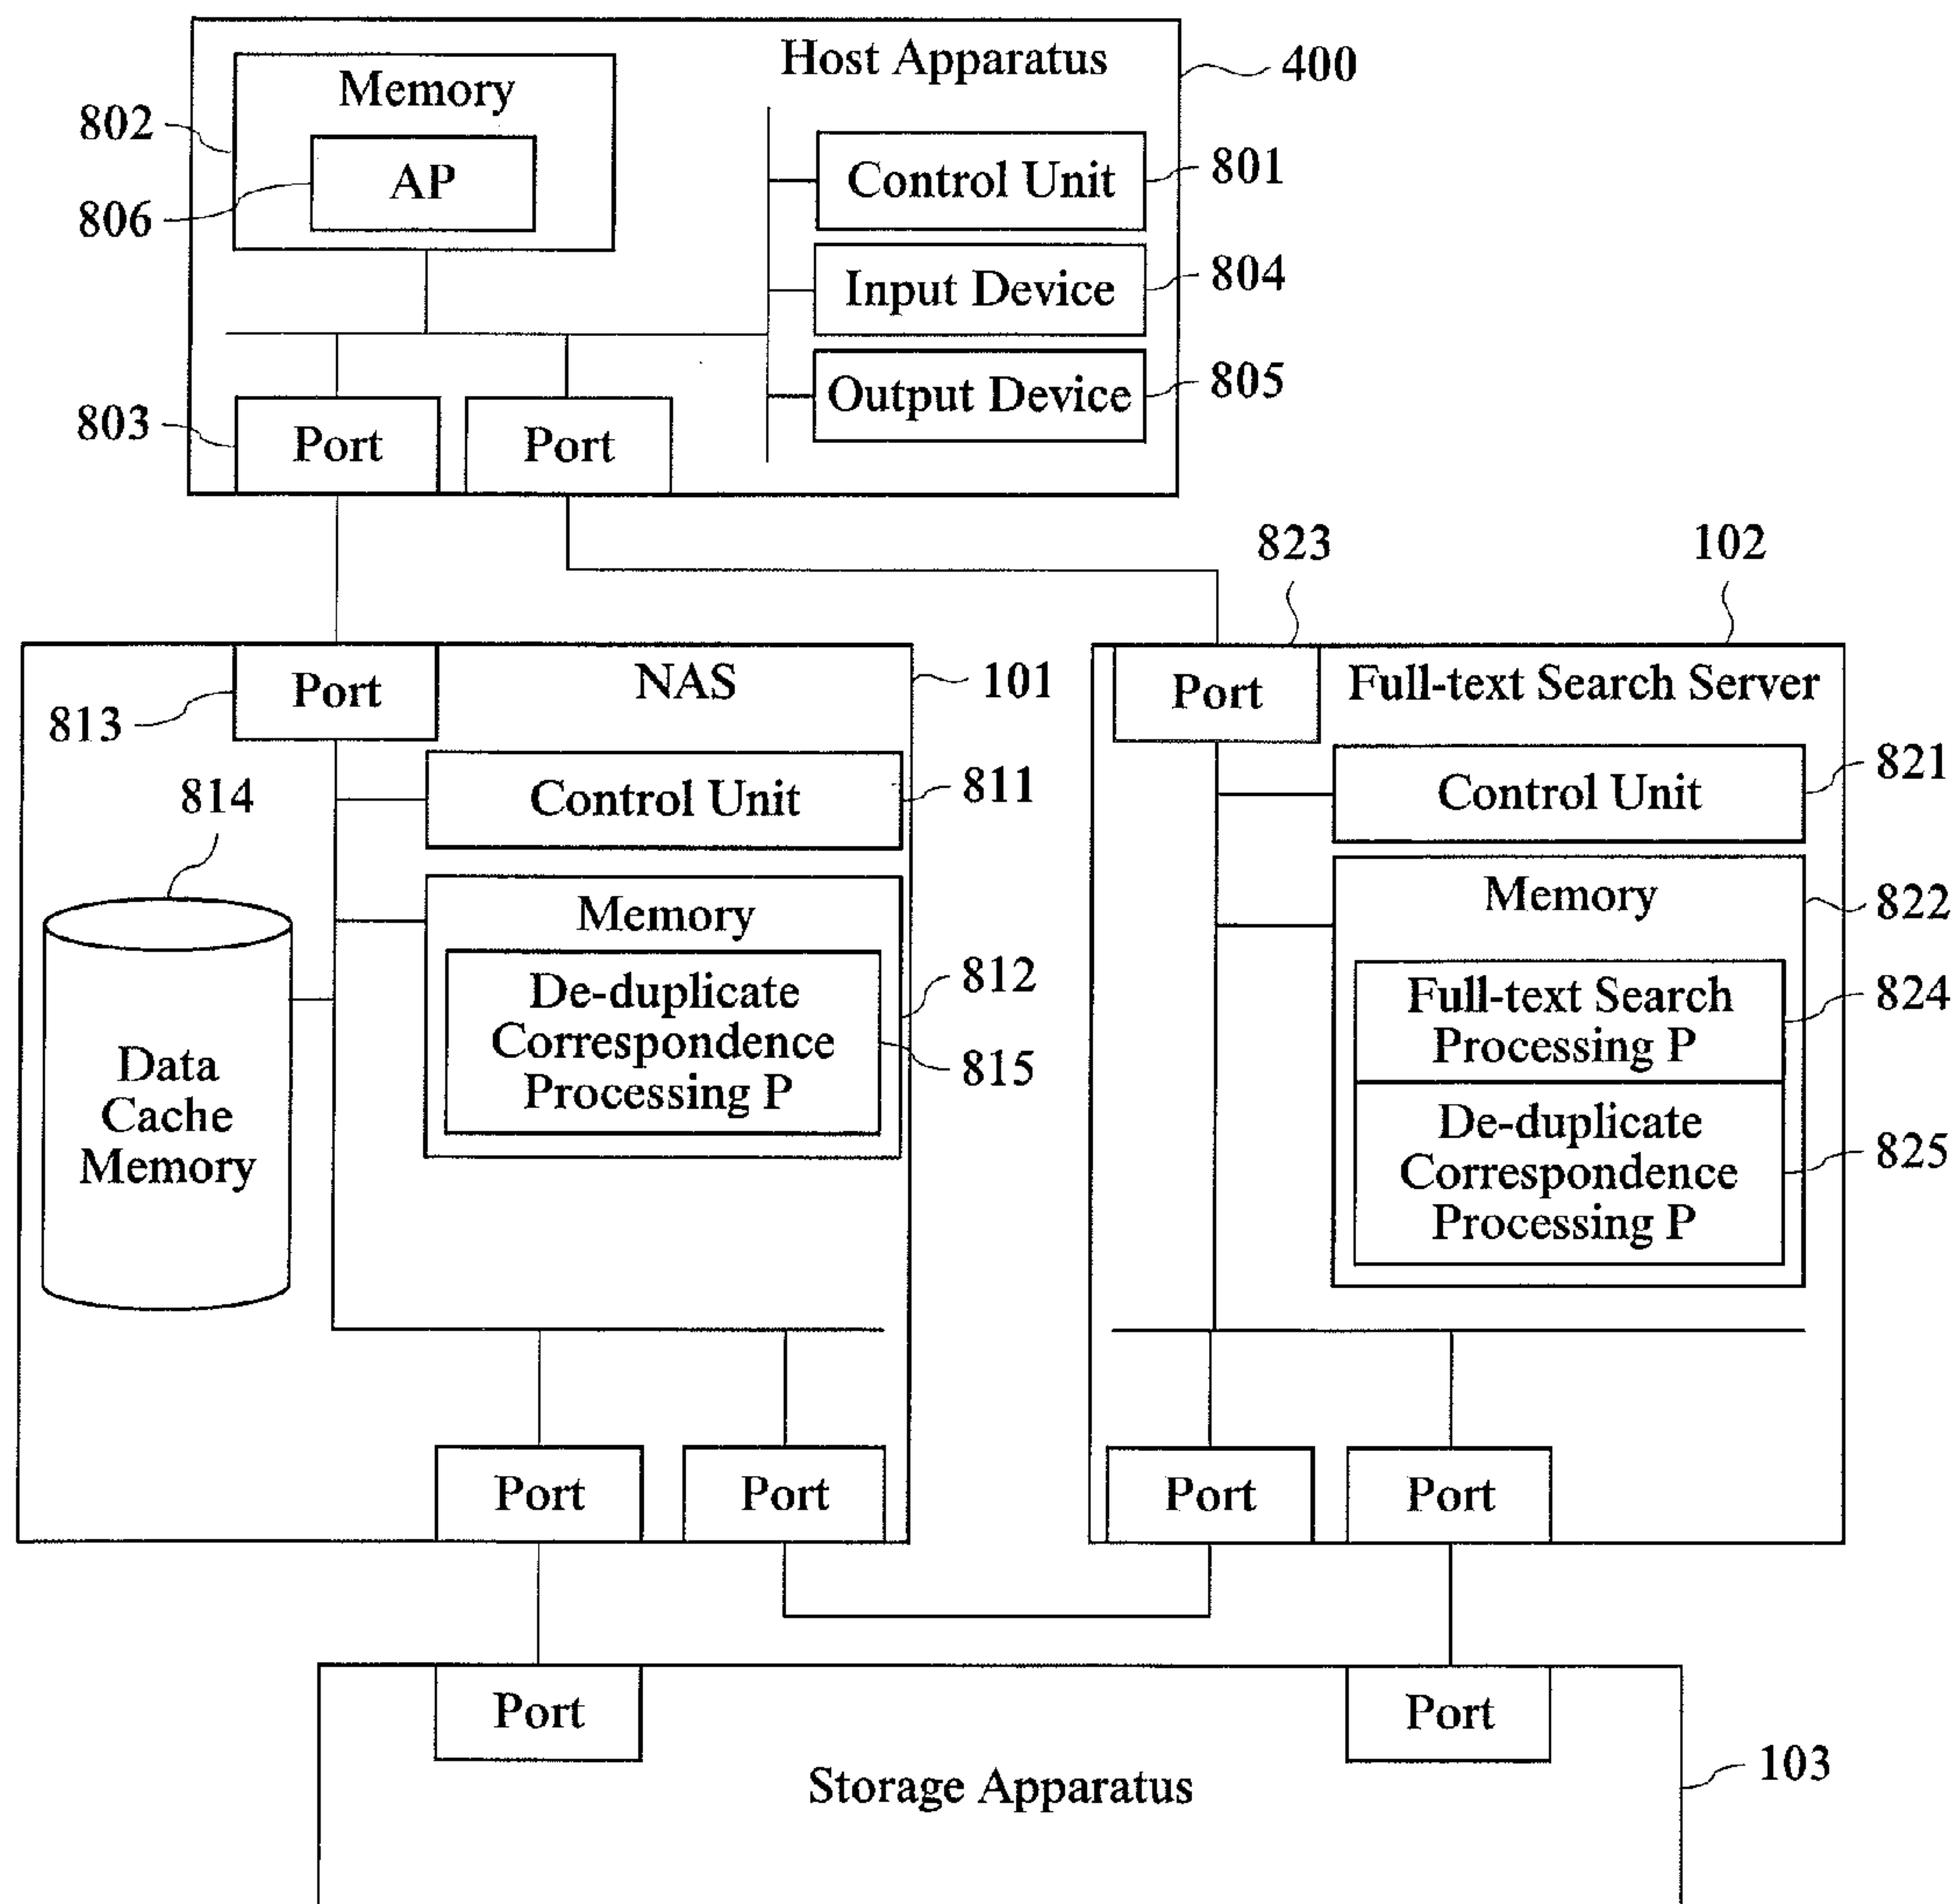 Host Apparatus
400
Memory
802
AP
806
Control Unit
801
Input Device
804
Output Device
805
803
Port
Port
823
102
Port
NAS
101
813
Port
Full-text Search Server
814
Control Unit
811
Control Unit
821
Memory
812
De-duplicate
Correspondence
Processing P
815
Data
Cache
Memory
Memory
822
Full-text Search
Processing P
824
De-duplicate
Correspondence
Processing P
825
Port
Port
Port
Port
Port
Port
Storage Apparatus
103